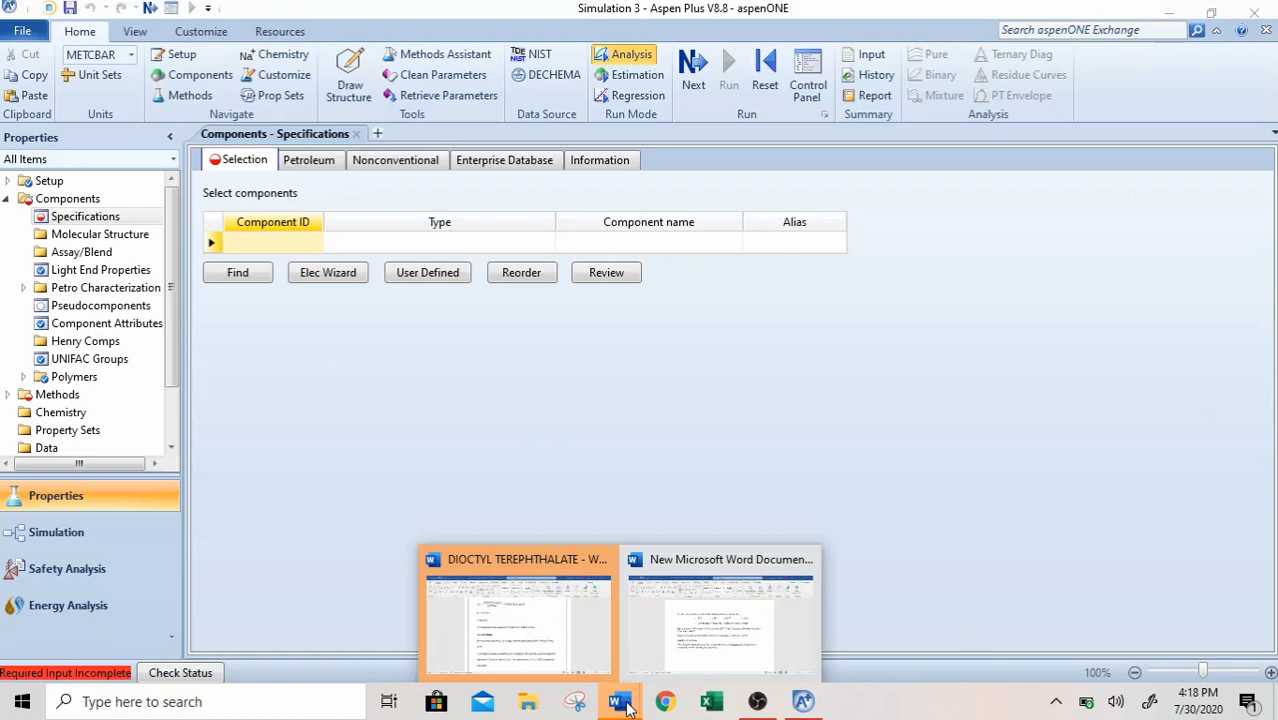 Simulation 3 - Aspen Plus V8.8 - aspenONE
File Home View Customize Resources
Search aspenONE Exchange
Cut
Copy
Paste
Clipboard
METCBAR
Unit Sets
Units
Setup
Components
Methods
Chemistry
Customize
Prop Sets
Navigate
Draw
Structure
Methods Assistant
Clean Parameters
Retrieve Parameters
Tools
TDE NIST
DECHEMA
Data Source
Analysis
Estimation
Regression
Run Mode
Next
Run
Reset
Control
Panel
Run
Input
History
Report
Summary
Pure
Binary
Mixture
Ternary Diag
Residue Curves
PT Envelope
Analysis
Properties
All Items
Setup
Components
Specifications
Molecular Structure
Assay/Blend
Light End Properties
Petro Characterization
Pseudocomponents
Component Attributes
Henry Comps
UNIFAC Groups
Polymers
Methods
Chemistry
Property Sets
Data
Properties
Simulation
Safety Analysis
Energy Analysis
Components - Specifications
Selection Petroleum Nonconventional Enterprise Database Information
Select components
Component ID Type Component name Alias
Find Elec Wizard User Defined Reorder Review
DIOCTYL TEREPHTHALATE - W...
New Microsoft Word Documen...
Required Input Incomplete Check Status
100%
Type here to search
4:18 PM
7/30/2020
1